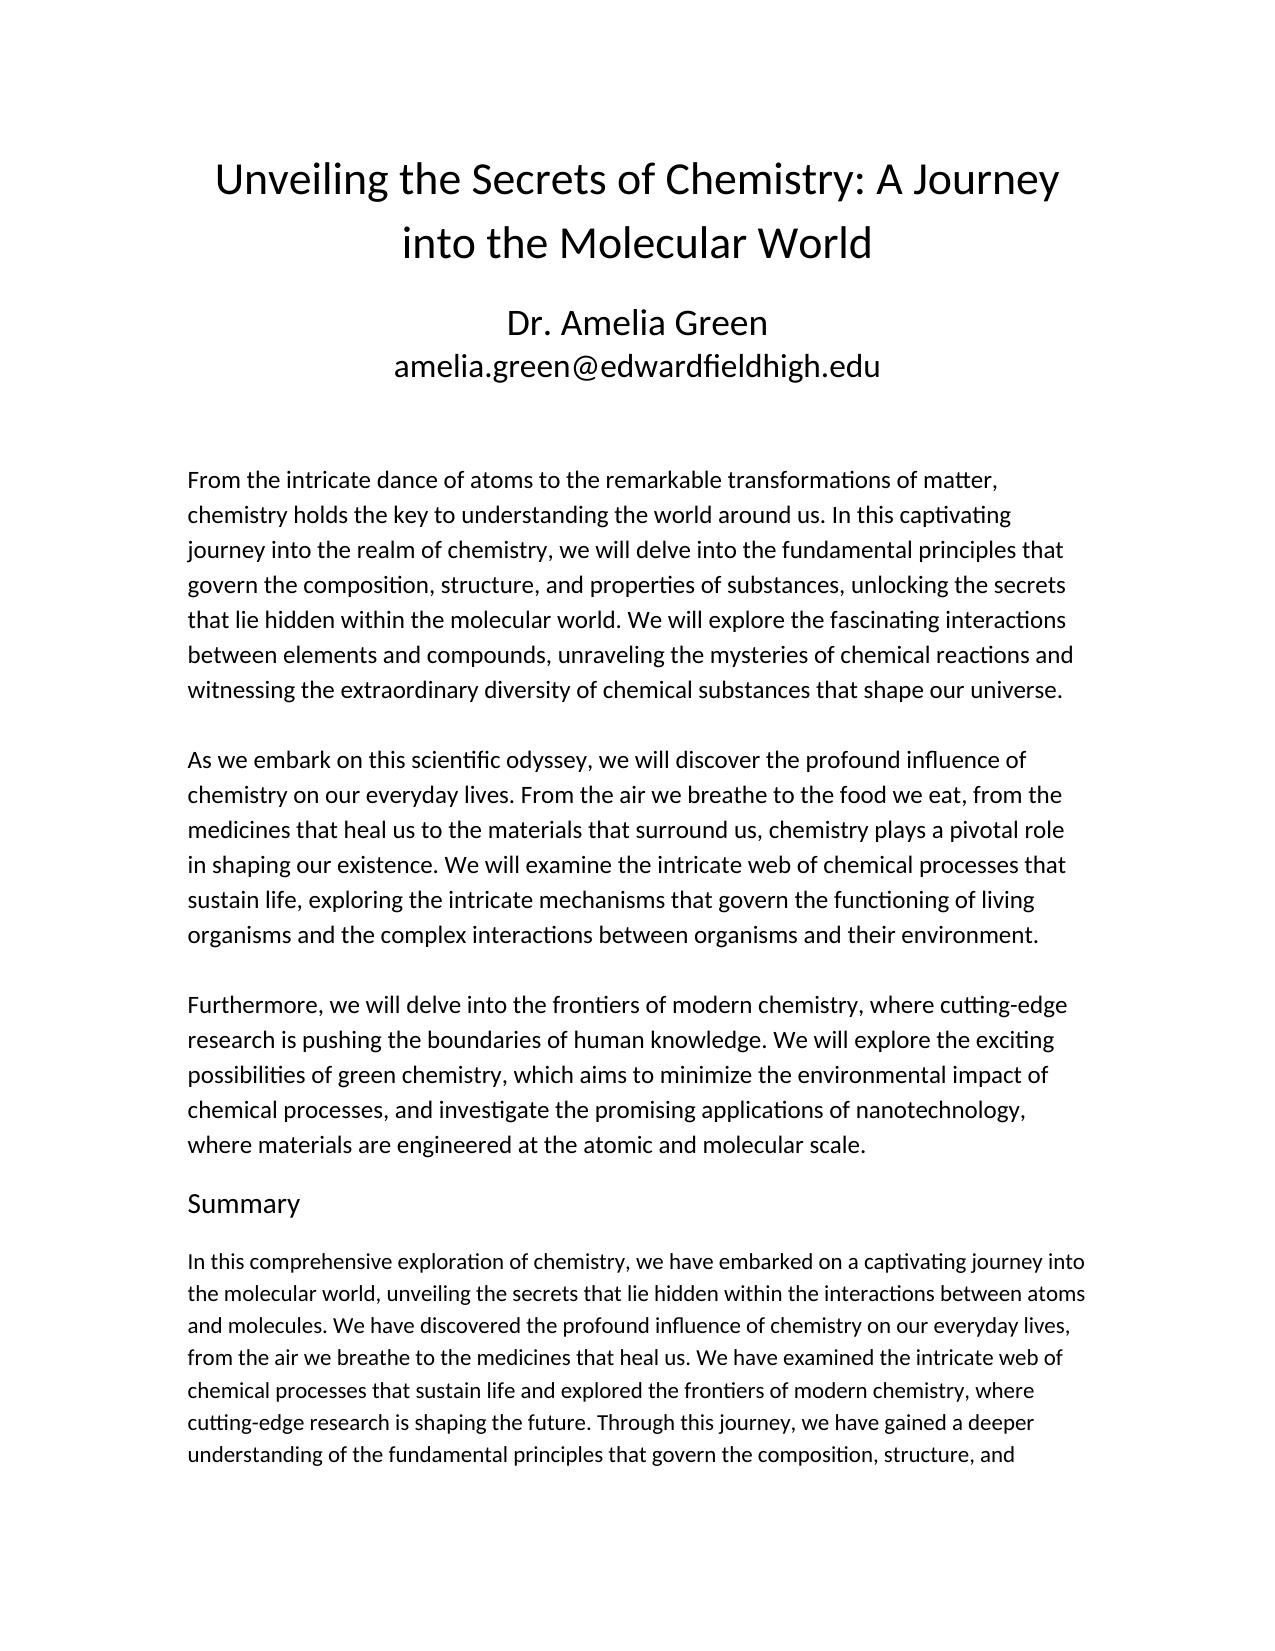 Unveiling the Secrets of Chemistry: A Journey
into the Molecular World
Dr. Amelia Green
amelia.green@edwardfieldhigh.edu
From the intricate dance of atoms to the remarkable transformations of matter,
chemistry holds the key to understanding the world around us. In this captivating
journey into the realm of chemistry, we will delve into the fundamental principles that
govern the composition, structure, and properties of substances, unlocking the secrets
that lie hidden within the molecular world. We will explore the fascinating interactions
between elements and compounds, unraveling the mysteries of chemical reactions and
witnessing the extraordinary diversity of chemical substances that shape our universe.
As we embark on this scientific odyssey, we will discover the profound influence of
chemistry on our everyday lives. From the air we breathe to the food we eat, from the
medicines that heal us to the materials that surround us, chemistry plays a pivotal role
in shaping our existence. We will examine the intricate web of chemical processes that
sustain life, exploring the intricate mechanisms that govern the functioning of living
organisms and the complex interactions between organisms and their environment.
Furthermore, we will delve into the frontiers of modern chemistry, where cutting-edge
research is pushing the boundaries of human knowledge. We will explore the exciting
possibilities of green chemistry, which aims to minimize the environmental impact of
chemical processes, and investigate the promising applications of nanotechnology,
where materials are engineered at the atomic and molecular scale.
Summary
In this comprehensive exploration of chemistry, we have embarked on a captivating journey into
the molecular world, unveiling the secrets that lie hidden within the interactions between atoms
and molecules. We have discovered the profound influence of chemistry on our everyday lives,
from the air we breathe to the medicines that heal us. We have examined the intricate web of
chemical processes that sustain life and explored the frontiers of modern chemistry, where
cutting-edge research is shaping the future. Through this journey, we have gained a deeper
understanding of the fundamental principles that govern the composition, structure, and